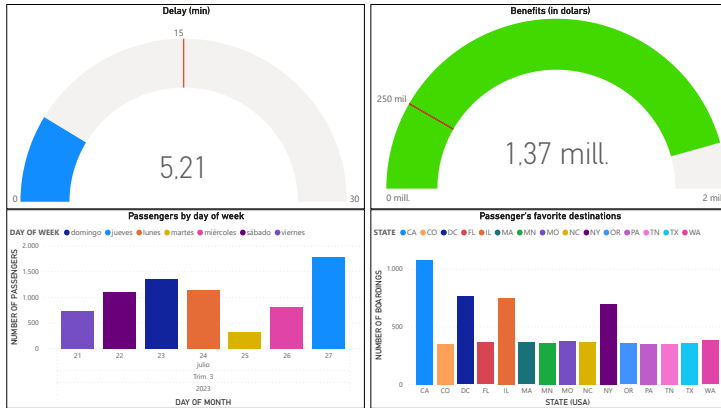 Delay (min)
15
5,21
0
30
Benefits (in dolars)
250 mil
1,37 mill.
0 mill.
2 mil
Passengers by day of week
DAY OF WEEK domingo jueves lunes martes miércoles sábado viernes
NUMBER OF PASSENGERS
2.000
1.500
1.000
500
0
21 22 23 24 25 26 27
julio
Trim. 3
2023
DAY OF MONTH
Passenger's favorite destinations
STATE CA CO DC FL IL MA MN MO NC NY OR PA TN TX WA
NUMBER OF BOARDINGS
1.000
500
0
CA CO DC FL IL MA MN MO NC NY OR PA TN TX WA
STATE (USA)